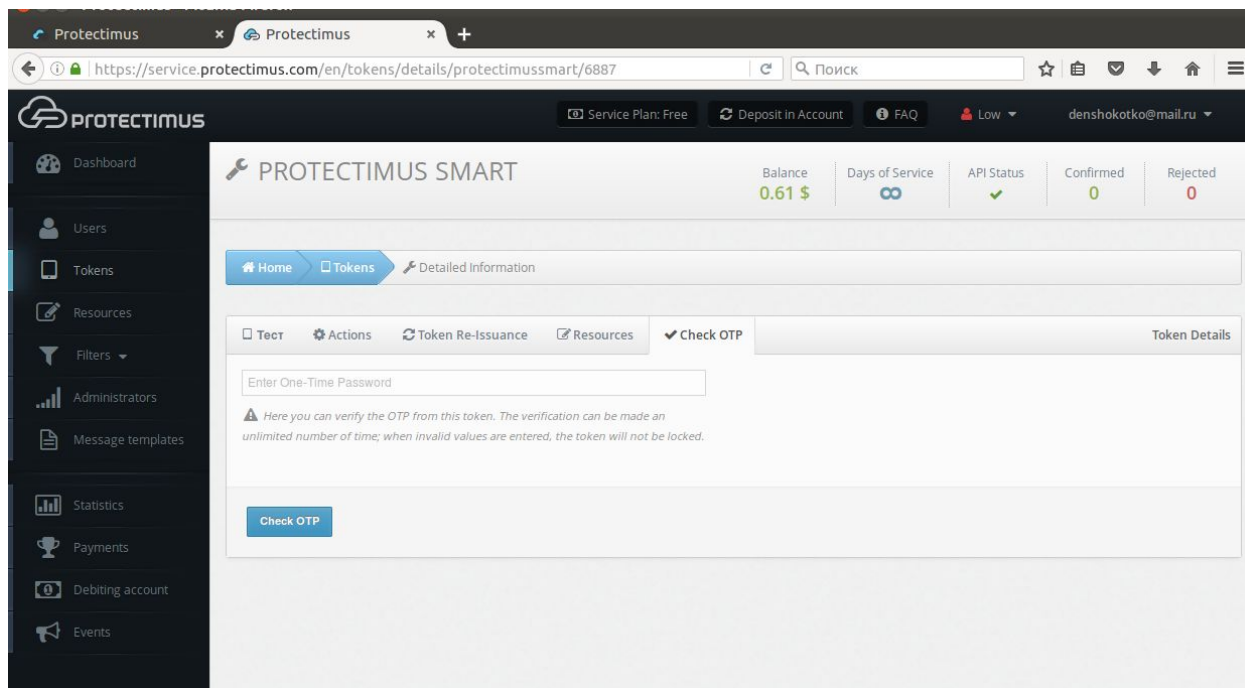 Protectimus × Protectimus × +
https://service.protectimus.com/en/tokens/details/protectimussmart/6887 Поиск
PROTECTIMUS Service Plan: Free Deposit in Account FAQ Low denshokotko@mail.ru
Dashboard
Users
Tokens
Resources
Filters
Administrators
Message templates
Statistics
Payments
Debiting account
Events
PROTECTIMUS SMART
Balance Days of Service API Status Confirmed Rejected
0.61 $ 0 0
Home Tokens Detailed Information
Тест Actions Token Re-Issuance Resources Check OTP Token Details
Enter One-Time Password
Here you can verify the OTP from this token. The verification can be made an
unlimited number of time; when invalid values are entered, the token will not be locked.
Check OTP